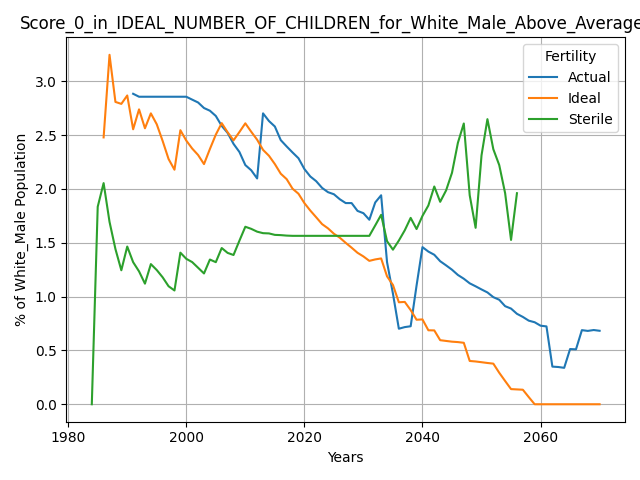 Score_0_in_IDEAL_NUMBER_OF_CHILDREN_for_White_Male_Above_Average
Fertility
Actual
Ideal
Sterile
% of White_Male Population
3.0
2.5
2.0
1.5
1.0
0.5
0.0
1980 2000 2020 2040 2060
Years